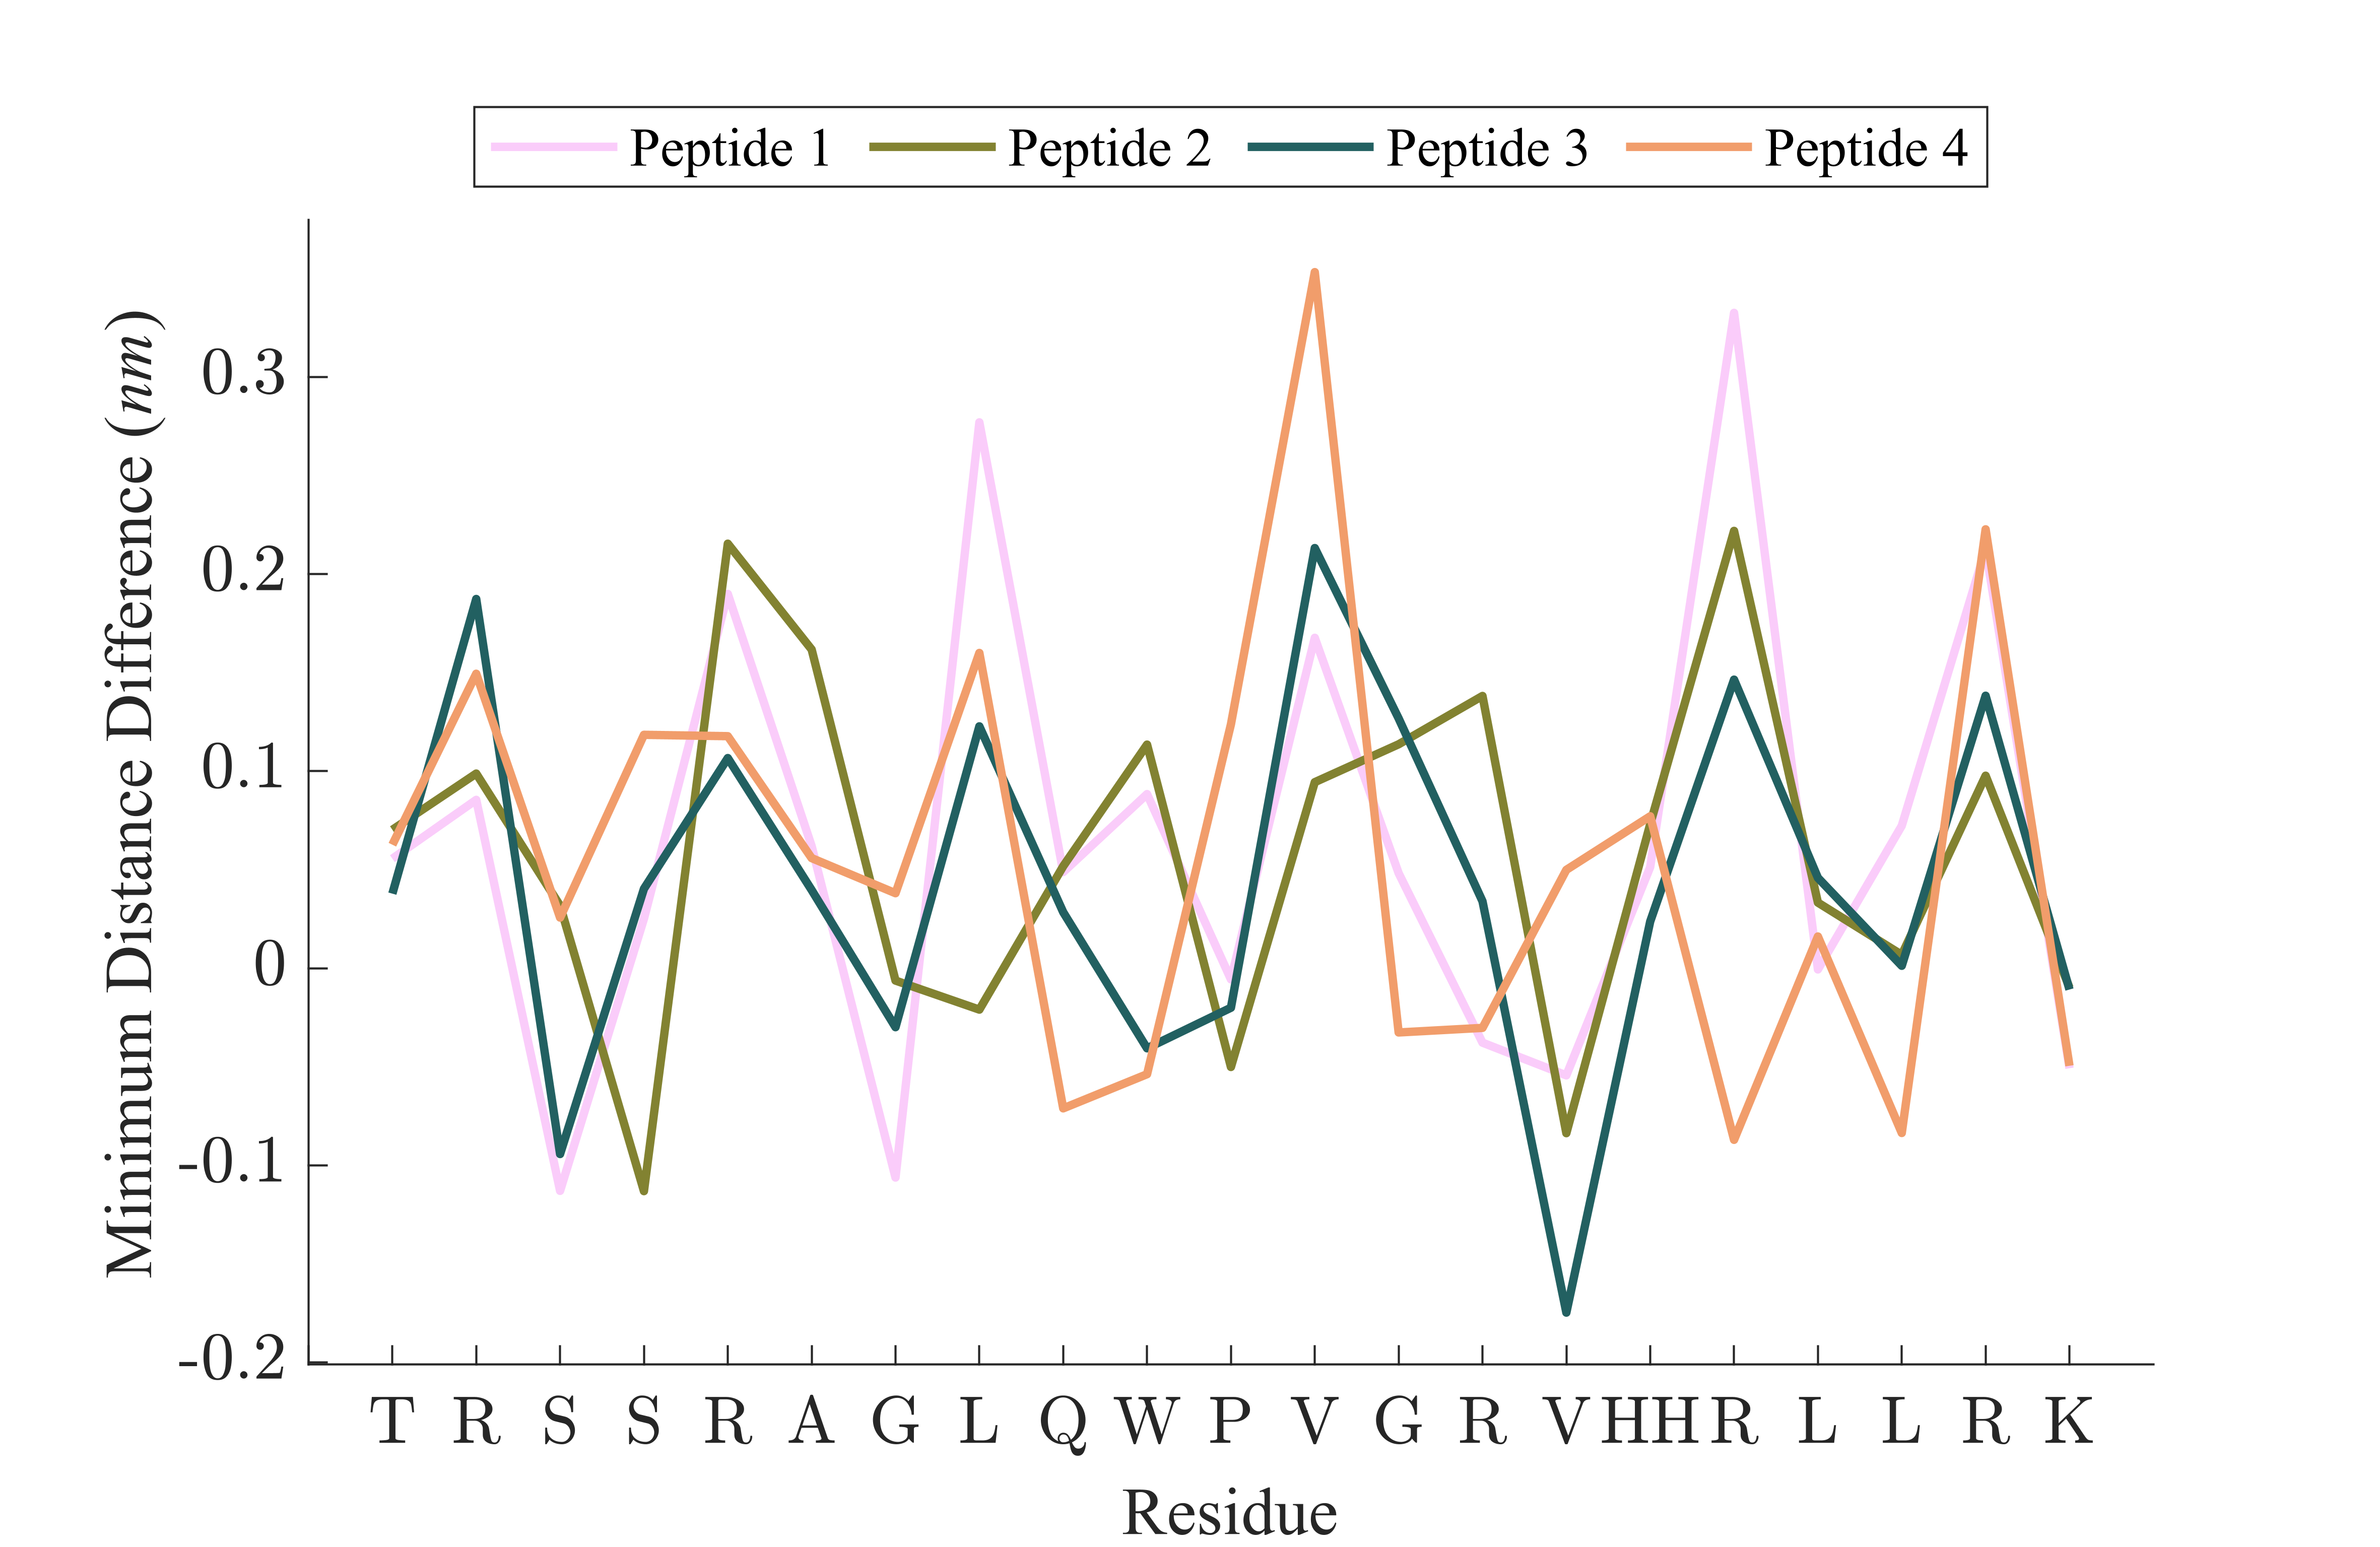 Peptide 1 Peptide 2 Peptide 3 Peptide 4
Minimum Distance Difference (nm)
0.3
0.2
0.1
0
-0.1
-0.2
T R S S R A G L Q W P V G R V HH R L L R K
Residue